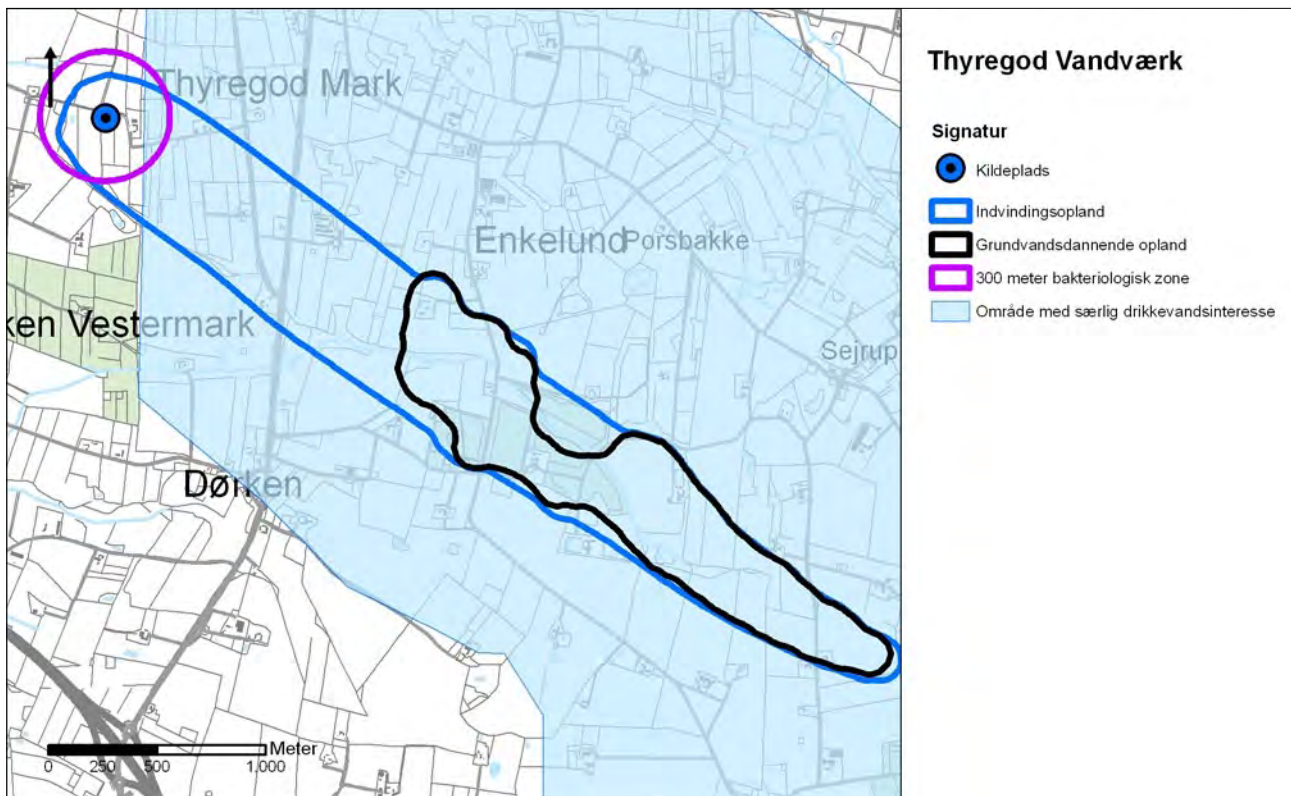 Thyregod Mark
Enkelund
Porsbakke
ken Vestermark
Sejrup
Dørken
Meter
0 250 500 1.000
Thyregod Vandværk
Signatur
Kildeplads
Indvindingsopland
Grundvandsdannende opland
300 meter bakteriologisk zone
Område med særlig drikkevandsinteresse